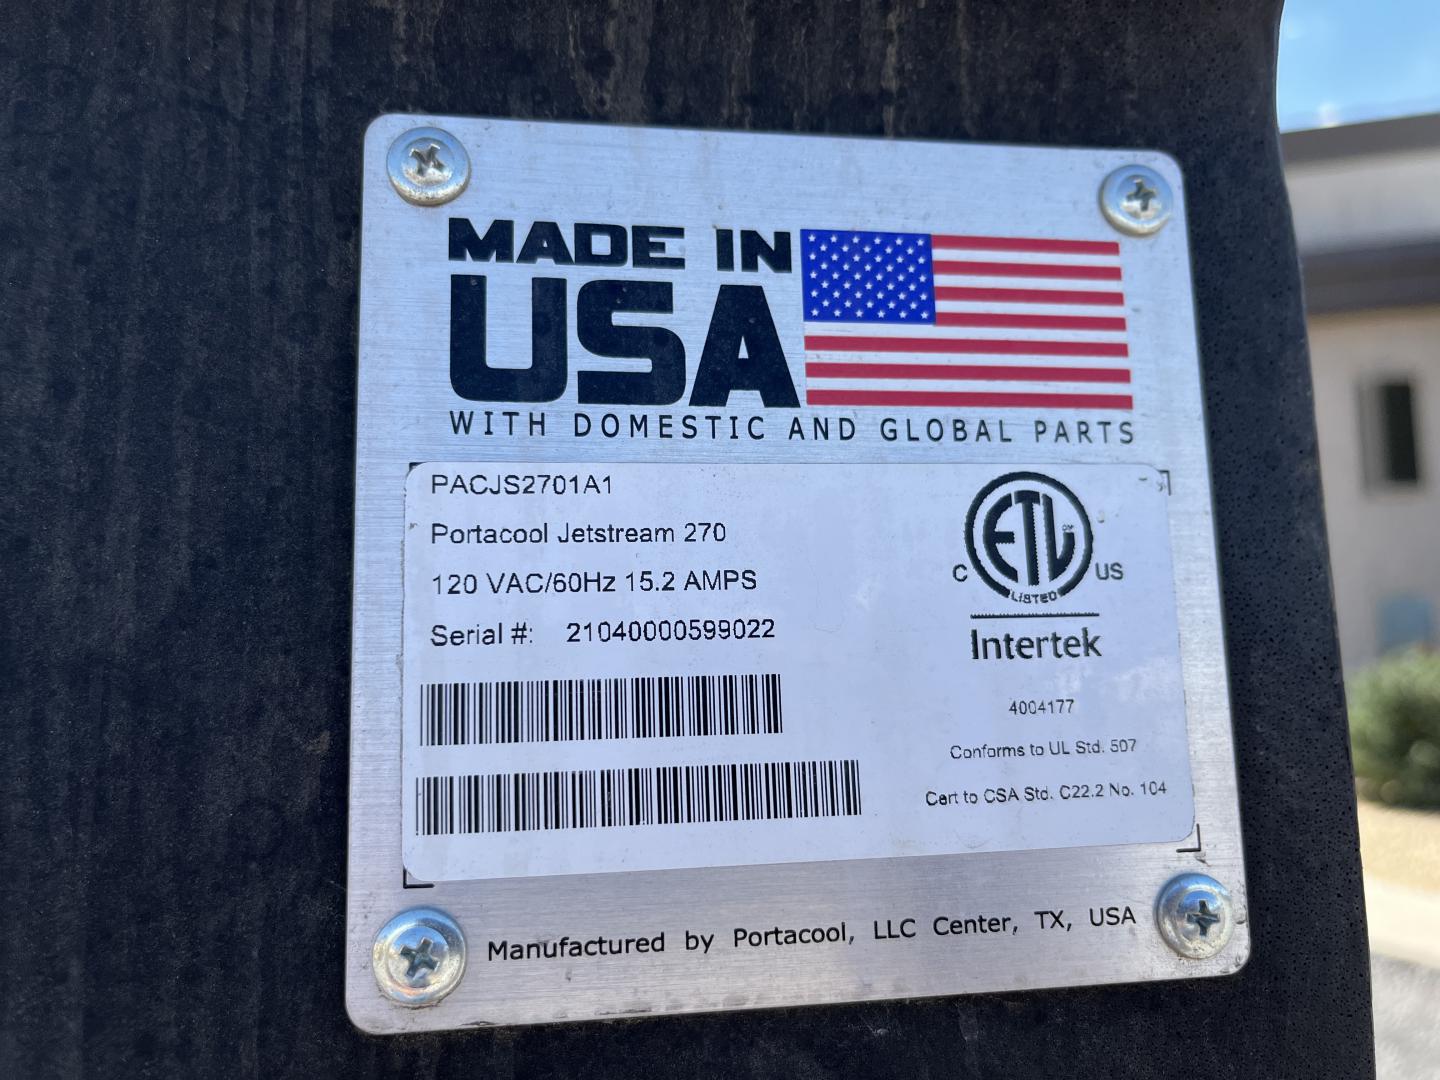 MADE IN
USA
WITH DOMESTIC AND GLOBAL PARTS
PACJS2701A1
Portacool Jetstream 270
120 VAC/60Hz 15.2 AMPS
Serial #: 21040000599022
ETL CM
C US
LISTED
Intertek
4004177
Conforms to UL Std. 507
Cert to CSA Std. C22.2 No. 104
Manufactured by Portacool, LLC Center, TX, USA